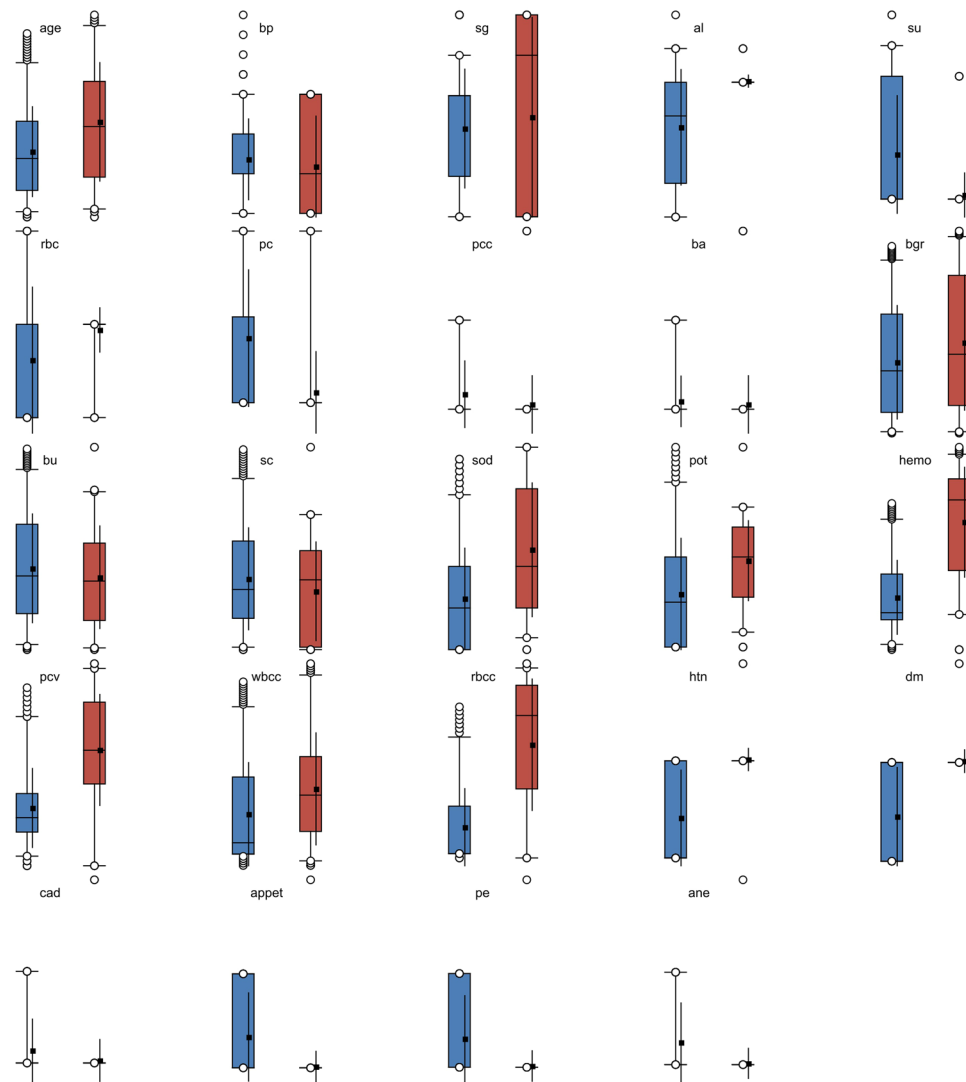 age bp sg al su
rbc pc pcc ba bgr
bu sc sod pot hemo
pcv wbcc rbcc htn dm
cad appet pe ane